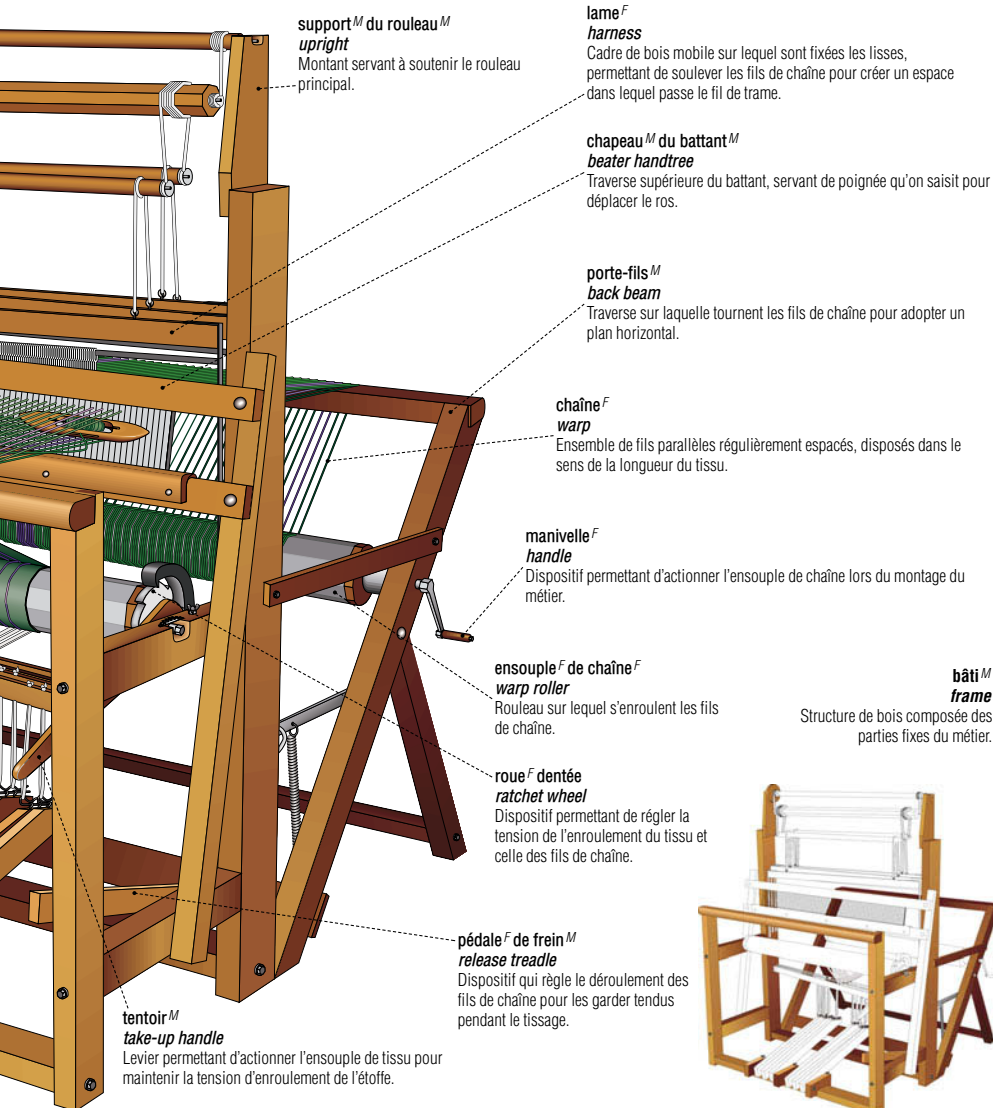 support M du rouleau M
upright
Montant servant à soutenir le rouleau
principal.
lame F
harness
Cadre de bois mobile sur lequel sont fixées les lisses,
permettant de soulever les fils de chaîne pour créer un espace
dans lequel passe le fil de trame.
chapeau M du battant M
beater handtree
Traverse supérieure du battant, servant de poignée qu'on saisit pour
déplacer le ros.
porte-fils M
back beam
Traverse sur laquelle tournent les fils de chaîne pour adopter un
plan horizontal.
chaîne F
warp
Ensemble de fils parallèles régulièrement espacés, disposés dans le
sens de la longueur du tissu.
manivelle F
handle
Dispositif permettant d'actionner l'ensouple de chaîne lors du montage du
métier.
ensouple F de chaîne F
warp roller
Rouleau sur lequel s'enroulent les fils
de chaîne.
bâti M
frame
Structure de bois composée des
parties fixes du métier.
roue F dentée
ratchet wheel
Dispositif permettant de régler la
tension de l'enroulement du tissu et
celle des fils de chaîne.
pédale F de frein M
release treadle
Dispositif qui règle le déroulement des
fils de chaîne pour les garder tendus
pendant le tissage.
tentoir M
take-up handle
Levier permettant d'actionner l'ensouple de tissu pour
maintenir la tension d'enroulement de l'étoffe.